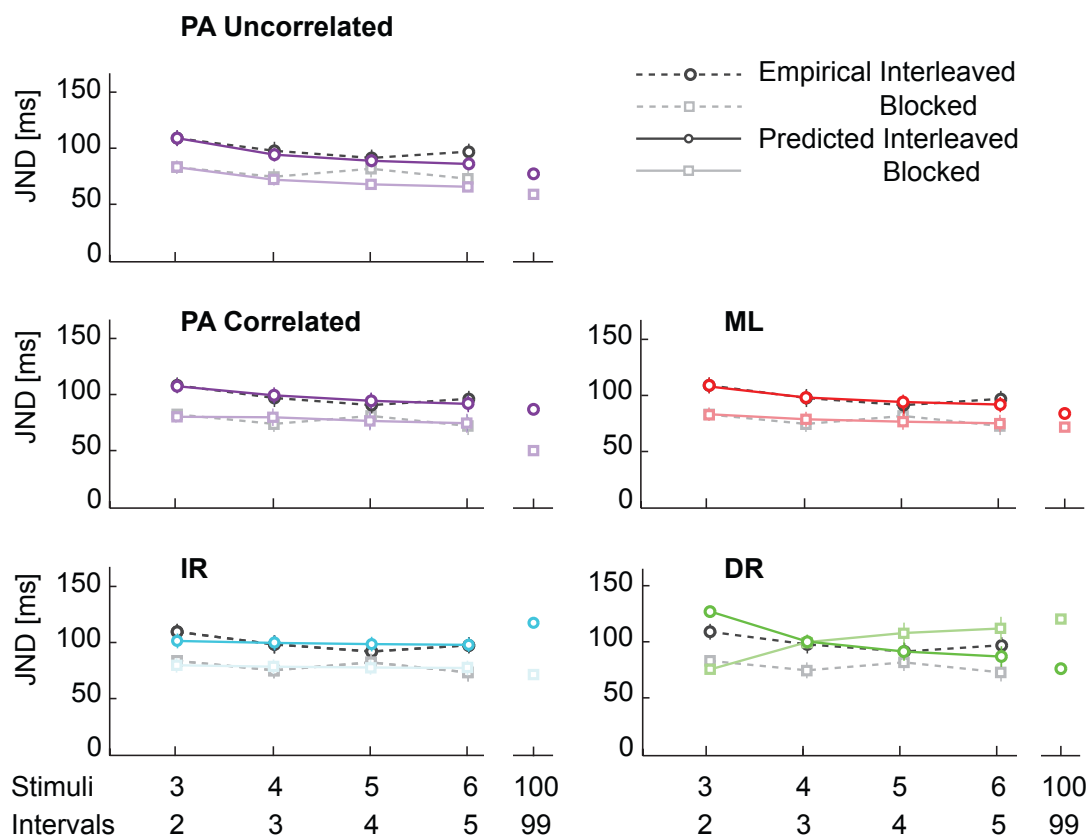 PA Uncorrelated
Empirical Interleaved
Blocked
Predicted Interleaved
Blocked
JND [ms]
150
100
50
0
PA Correlated
JND [ms]
150
100
50
0
ML
150
100
50
0
IR
JND [ms]
150
100
50
0
DR
150
100
50
0
Stimuli 3 4 5 6 100 3 4 5 6 100
Intervals 2 3 4 5 99 2 3 4 5 99